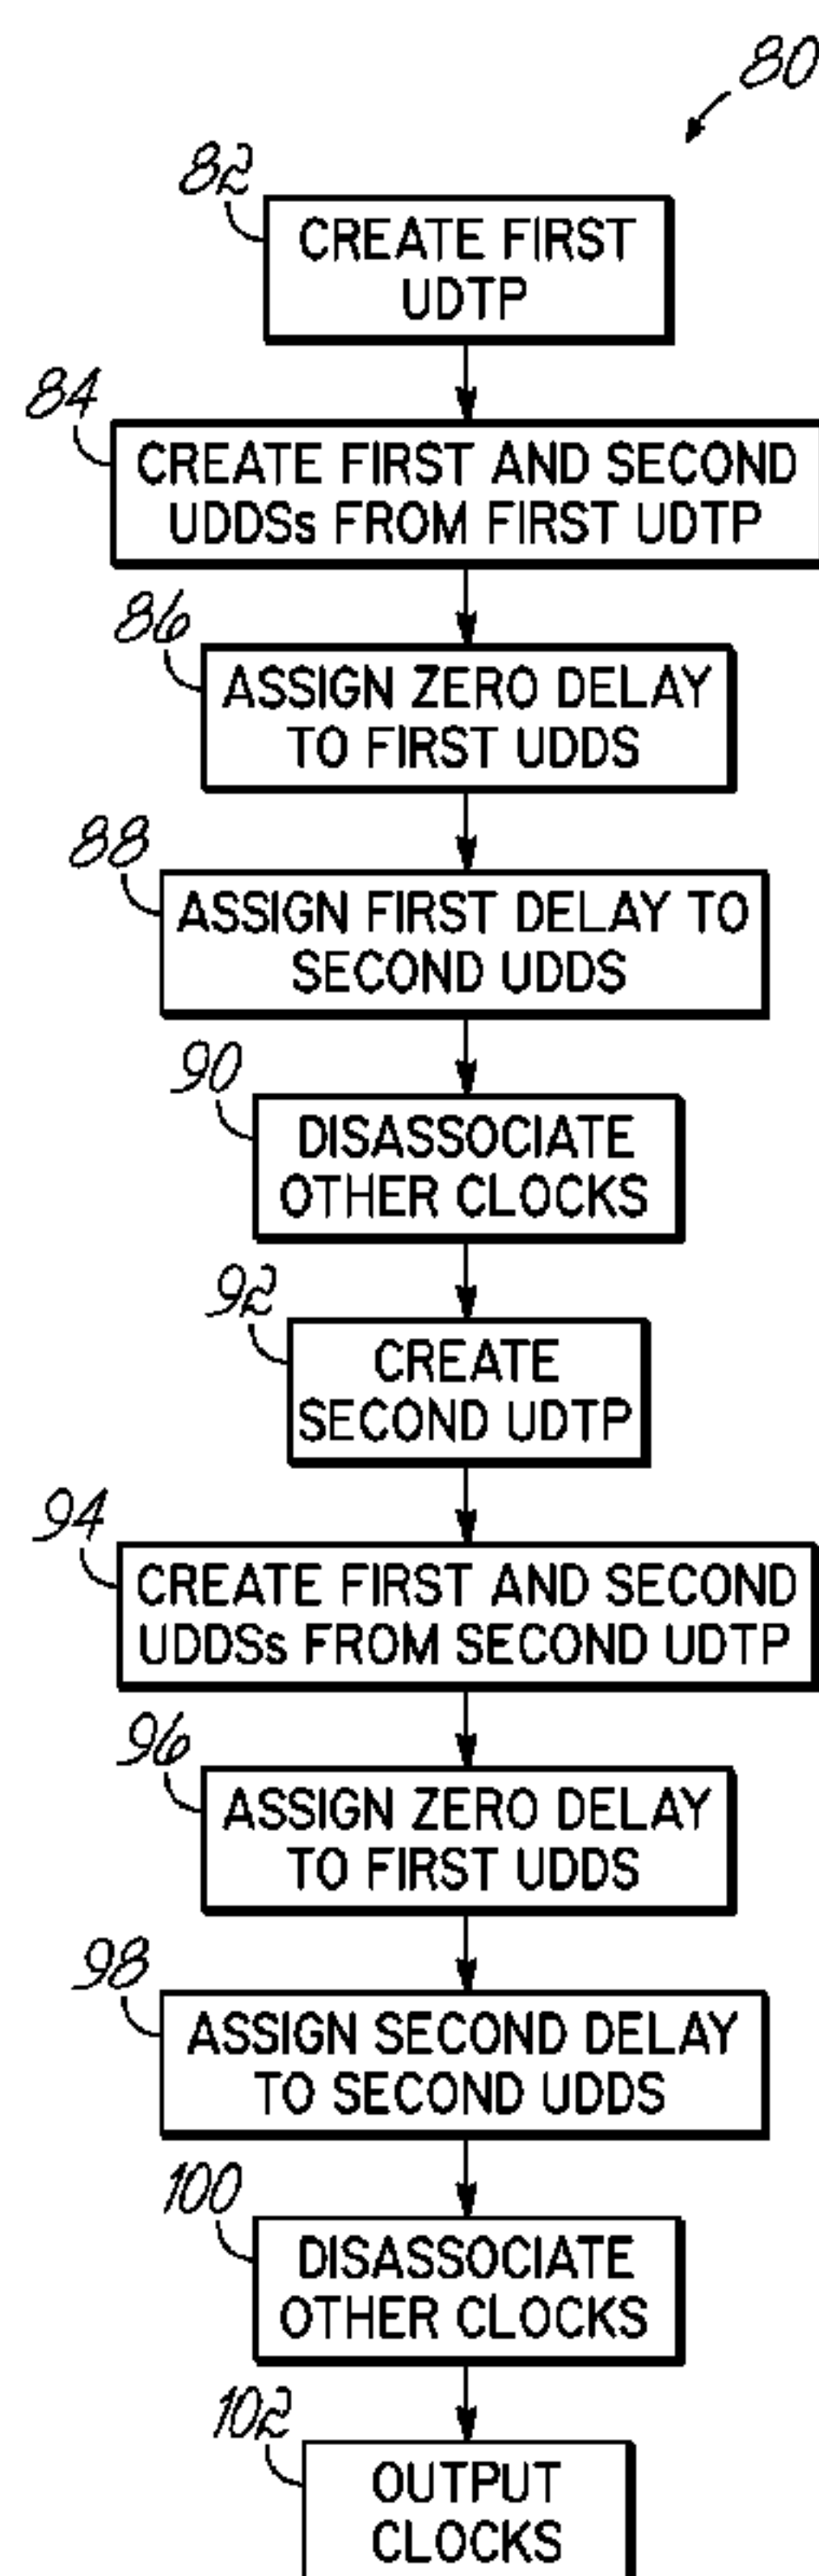 80
82
CREATE FIRST
UDTP
84
CREATE FIRST AND SECOND
UDDSs FROM FIRST UDTP
86
ASSIGN ZERO DELAY
TO FIRST UDDS
88
ASSIGN FIRST DELAY TO
SECOND UDDS
90
DISASSOCIATE
OTHER CLOCKS
92
CREATE
SECOND UDTP
94
CREATE FIRST AND SECOND
UDDSs FROM SECOND UDTP
96
ASSIGN ZERO DELAY
TO FIRST UDDS
98
ASSIGN SECOND DELAY
TO SECOND UDDS
100
DISASSOCIATE
OTHER CLOCKS
102
OUTPUT
CLOCKS